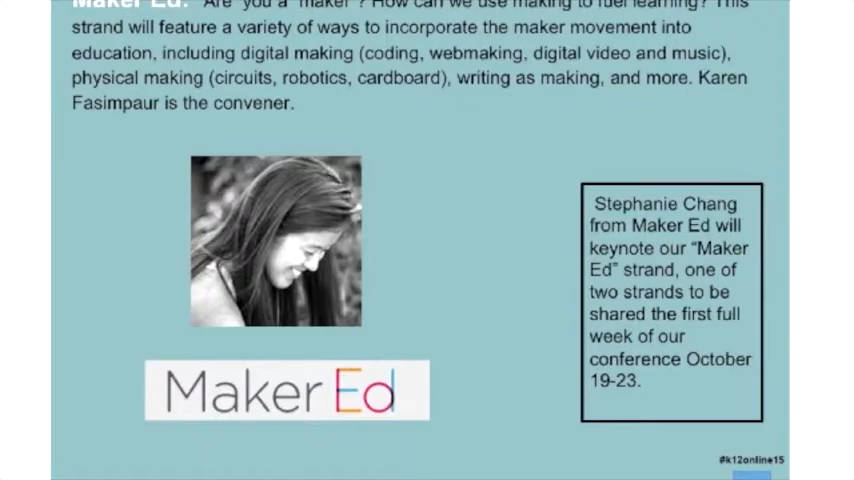 Maker Ed: Are you a "maker"? How can we use making to fuel learning? This
strand will feature a variety of ways to incorporate the maker movement into
education, including digital making (coding, webmaking, digital video and music),
physical making (circuits, robotics, cardboard), writing as making, and more. Karen
Fasimpaur is the convener.
Stephanie Chang
from Maker Ed will
keynote our “Maker
Ed” strand, one of
two strands to be
shared the first full
week of our
conference October
19-23.
Maker Ed
#k12online15